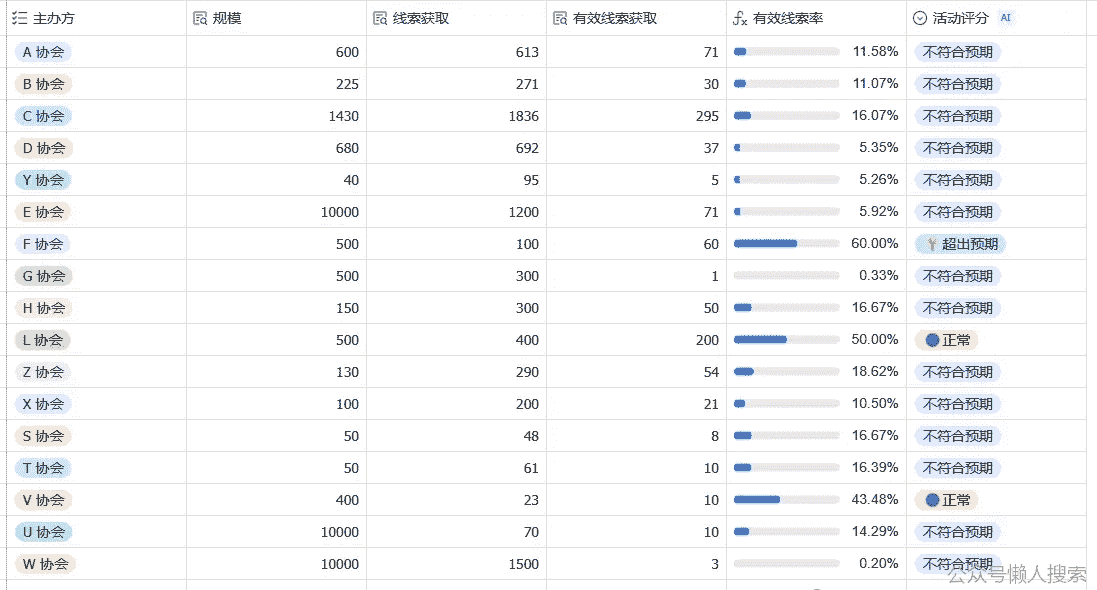 主办方 规模 线索获取 有效线索获取 有效线索率 活动评分 AI
A 协会 600 613 71 11.58% 不符合预期
B 协会 225 271 30 11.07% 不符合预期
C 协会 1430 1836 295 16.07% 不符合预期
D 协会 680 692 37 5.35% 不符合预期
Y 协会 40 95 5 5.26% 不符合预期
E 协会 10000 1200 71 5.92% 不符合预期
F 协会 500 100 60 60.00% 超出预期
G 协会 500 300 1 0.33% 不符合预期
H 协会 150 300 50 16.67% 不符合预期
L 协会 500 400 200 50.00% 正常
Z 协会 130 290 54 18.62% 不符合预期
X 协会 100 200 21 10.50% 不符合预期
S 协会 50 48 8 16.67% 不符合预期
T 协会 50 61 10 16.39% 不符合预期
V 协会 400 23 10 43.48% 正常
U 协会 10000 70 10 14.29% 不符合预期
W 协会 10000 1500 3 0.20% 不符合预期
公众号懒人搜索